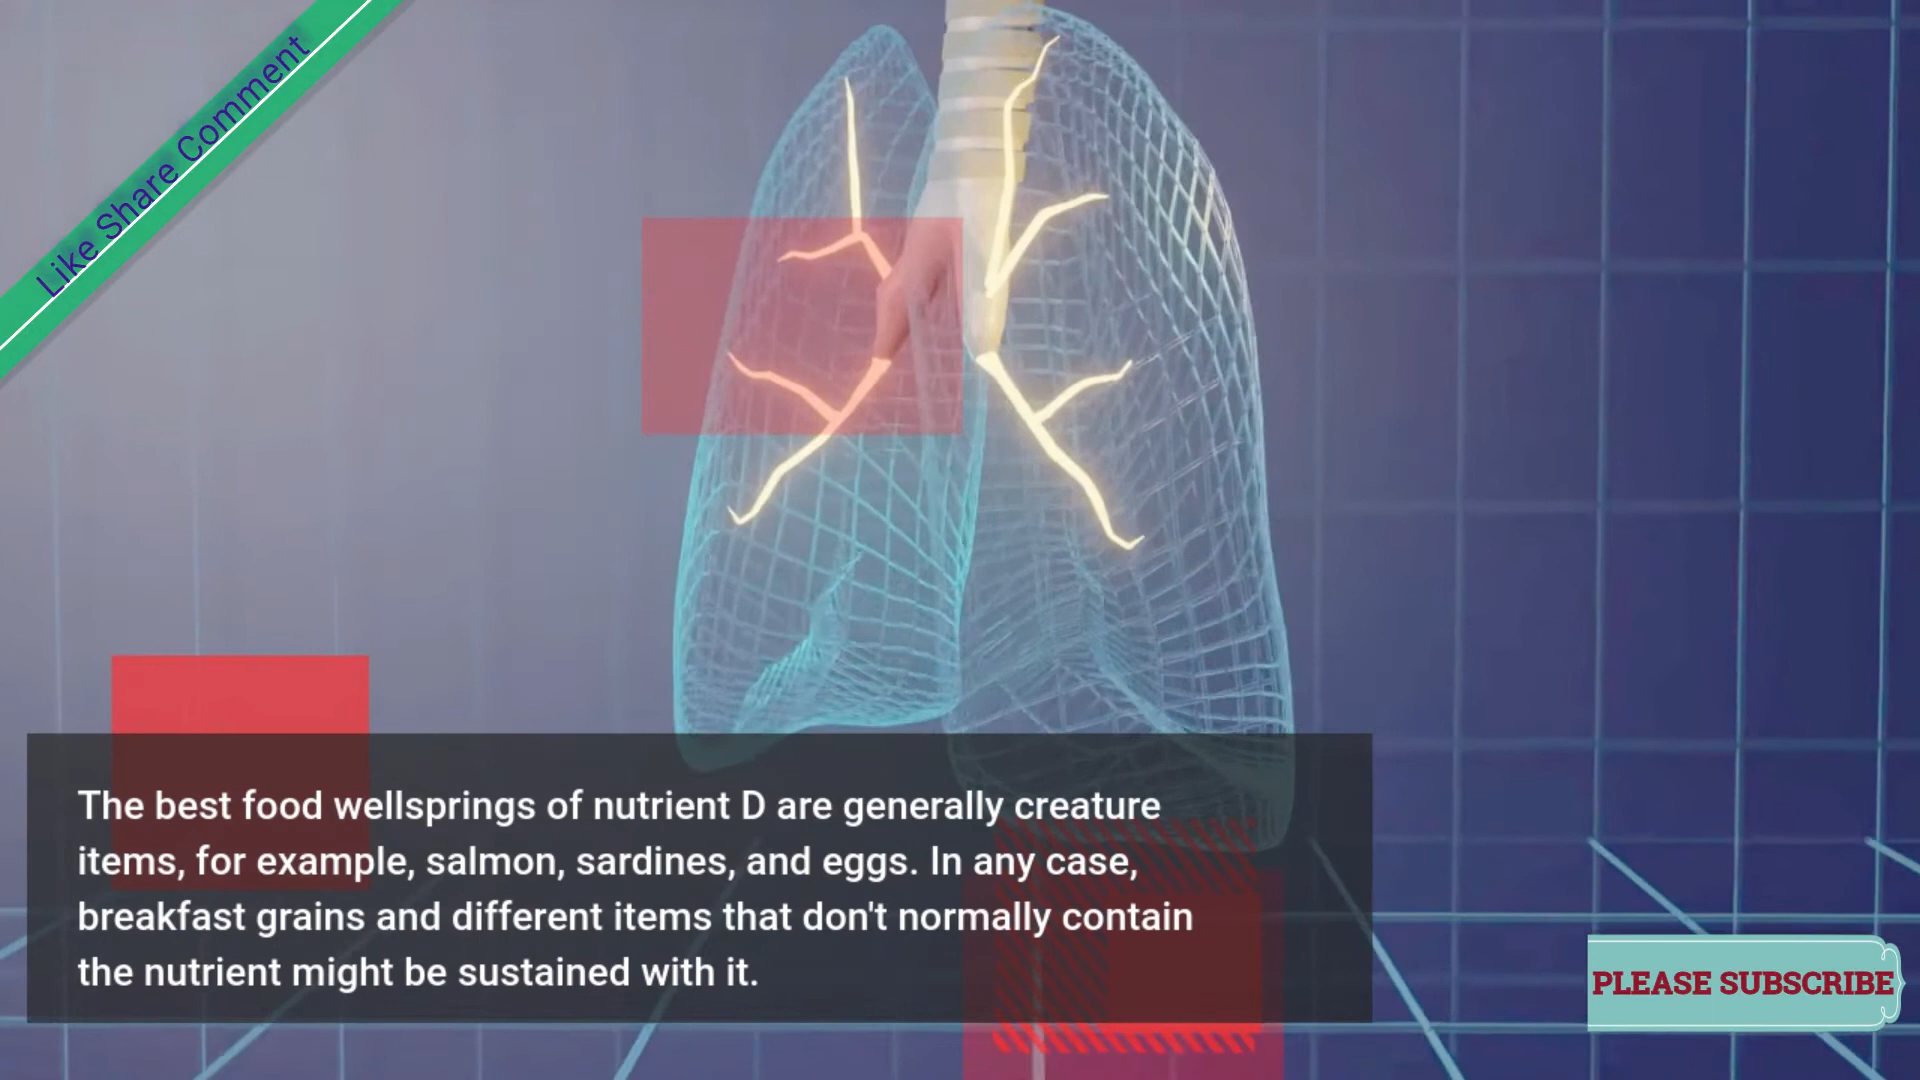 Like Share Comment
The best food wellsprings of nutrient D are generally creature
items, for example, salmon, sardines, and eggs. In any case,
breakfast grains and different items that don't normally contain
the nutrient might be sustained with it.
PLEASE SUBSCRIBE